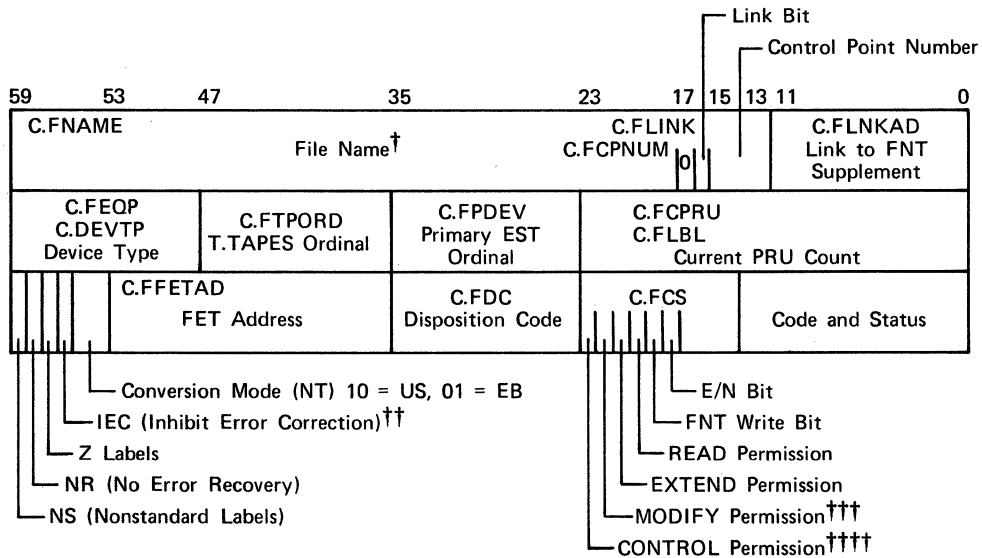 Link Bit
Control Point Number
59 53 47 35 23 17 15 13 11 0
C.FNAME
File Name†
C.FLINK
C.FCPNUM 0
C.FLNKAD
Link to FNT
Supplement
C.FEQP
C.DEVTP
Device Type
C.FTPORD
T.TAPES Ordinal
C.FPDEV
Primary EST
Ordinal
C.FCPRU
C.FLBL
Current PRU Count
C.FFETAD
FET Address
C.FDC
Disposition Code
C.FCS
Code and Status
Conversion Mode (NT) 10 = US, 01 = EB
IEC (Inhibit Error Correction)††
Z Labels
NR (No Error Recovery)
NS (Nonstandard Labels)
E/N Bit
FNT Write Bit
READ Permission
EXTEND Permission
MODIFY Permission†††
CONTROL Permission††††